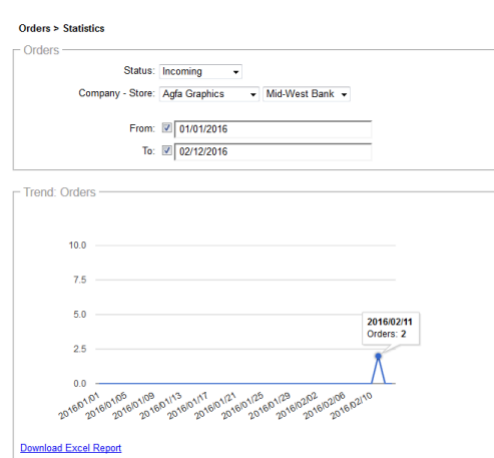 Orders > Statistics
Orders
Status: Incoming
Company - Store: Agfa Graphics Mid-West Bank
From: 01/01/2016
To: 02/12/2016
Trend: Orders
10.0
7.5
5.0
2016/02/11
Orders: 2
2.5
0.0
2016/01/01 2016/01/05 2016/01/09 2016/01/13 2016/01/17 2016/01/21 2016/01/25 2016/01/29 2016/02/02 2016/02/06 2016/02/10
Download Excel Report